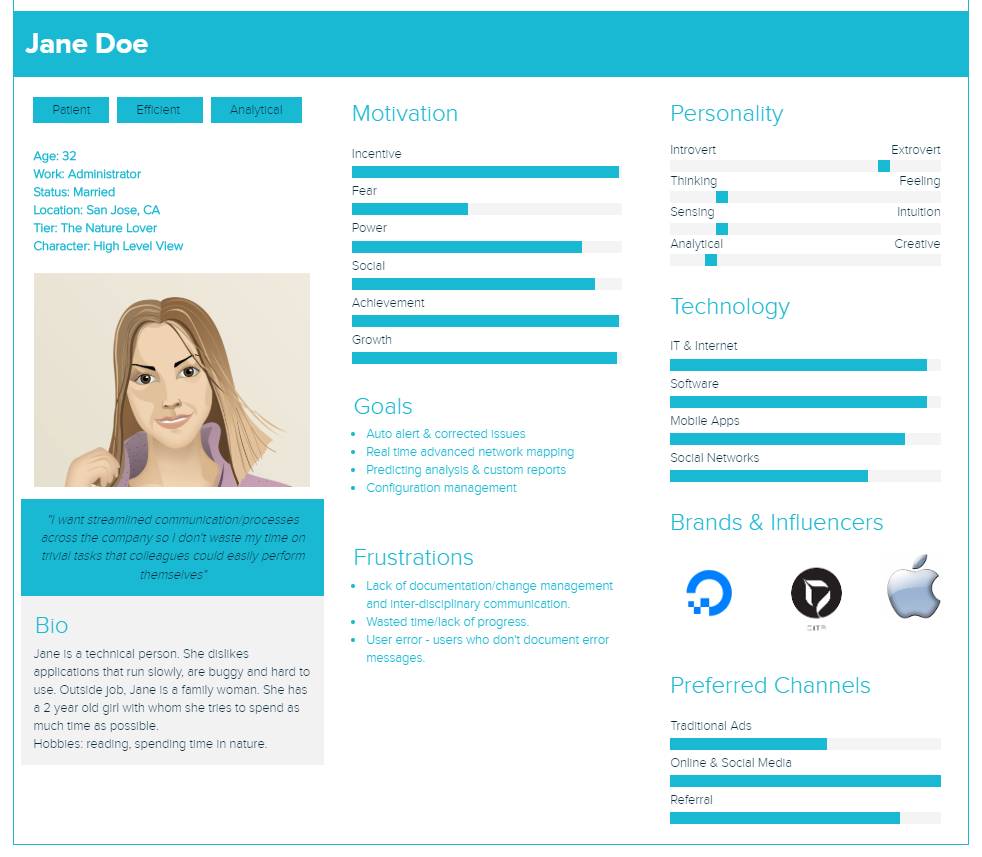 Jane Doe
Patient
Efficient
Analytical
Age: 32
Work: Administrator
Status: Married
Location: San Jose, CA
Tier: The Nature Lover
Character: High Level View
"I want streamlined communication/processes
across the company so I don't waste my time on
trivial tasks that colleagues could easily perform
themselves"
Bio
Jane is a technical person. She dislikes
applications that run slowly, are buggy and hard to
use. Outside job, Jane is a family woman. She has
a 2 year old girl with whom she tries to spend as
much time as possible.
Hobbies: reading, spending time in nature.
Motivation
Incentive
Fear
Power
Social
Achievement
Growth
Goals
Auto alert & corrected issues
Real time advanced network mapping
Predicting analysis & custom reports
Configuration management
Frustrations
Lack of documentation/change management
and inter-disciplinary communication.
Wasted time/lack of progress.
User error - users who don't document error
messages.
Personality
Introvert Extrovert
Thinking Feeling
Sensing Intuition
Analytical Creative
Technology
IT & Internet
Software
Mobile Apps
Social Networks
Brands & Influencers
Preferred Channels
Traditional Ads
Online & Social Media
Referral